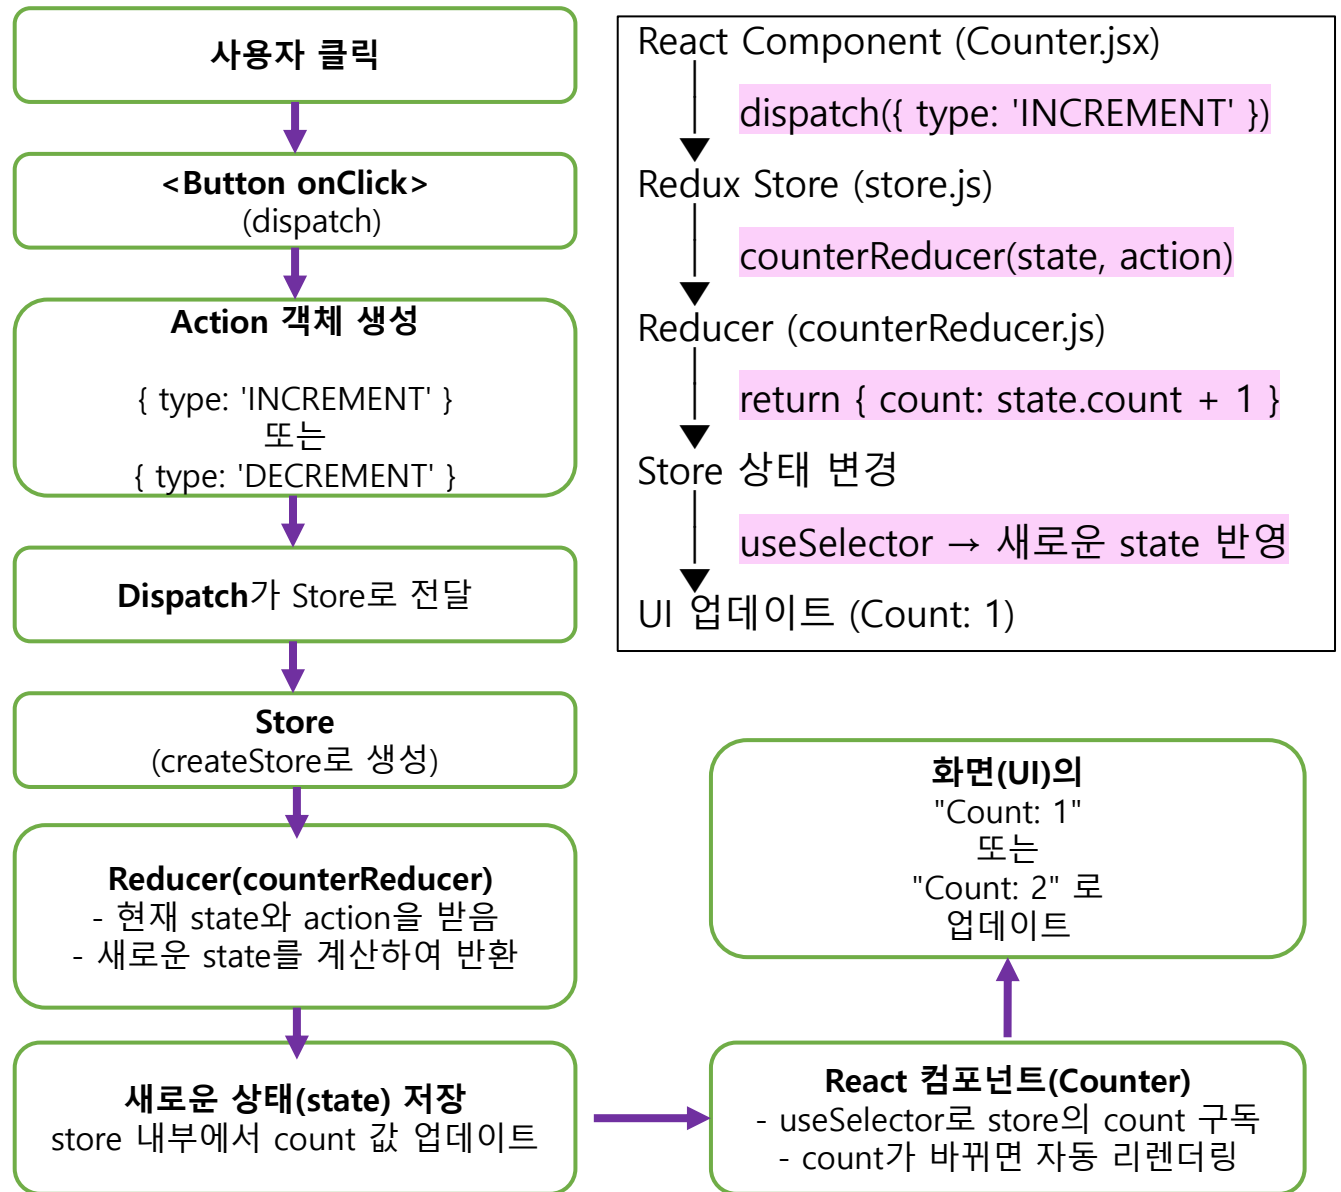 사용자 클릭
<Button onClick>
(dispatch)
Action 객체 생성
{ type: 'INCREMENT' }
또는
{ type: 'DECREMENT' }
Dispatch가 Store로 전달
Store
(createStore로 생성)
Reducer(counterReducer)
- 현재 state와 action을 받음
- 새로운 state를 계산하여 반환
새로운 상태(state) 저장
store 내부에서 count 값 업데이트
React Component (Counter.jsx)
dispatch({ type: 'INCREMENT' })
Redux Store (store.js)
counterReducer(state, action)
Reducer (counterReducer.js)
return { count: state.count + 1 }
Store 상태 변경
useSelector → 새로운 state 반영
UI 업데이트 (Count: 1)
화면(UI)의
"Count: 1"
또는
"Count: 2" 로
업데이트
React 컴포넌트(Counter)
- useSelector로 store의 count 구독
- count가 바뀌면 자동 리렌더링